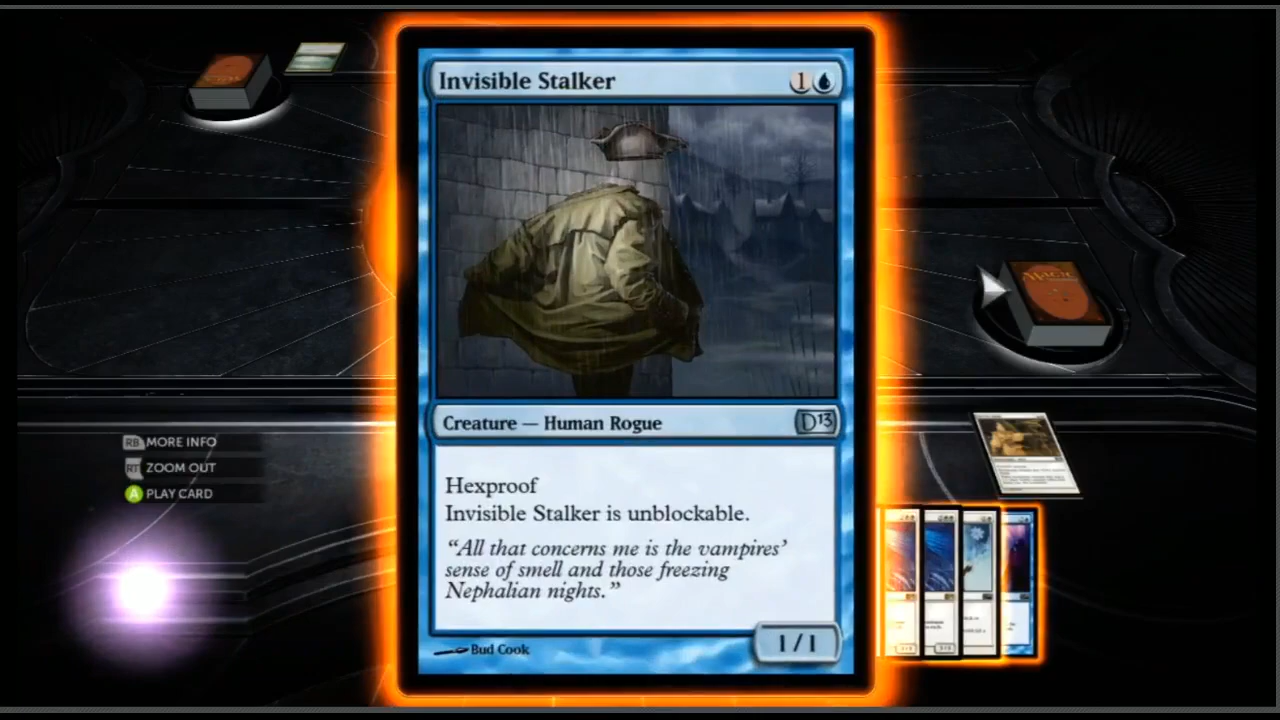 Invisible Stalker 1
Creature — Human Rogue D13
Hexproof
Invisible Stalker is unblockable.
“All that concerns me is the vampires’
sense of smell and those freezing
Nephalian nights.”
Bud Cook
1/1
RB MORE INFO
RT ZOOM OUT
A PLAY CARD
MAGIC